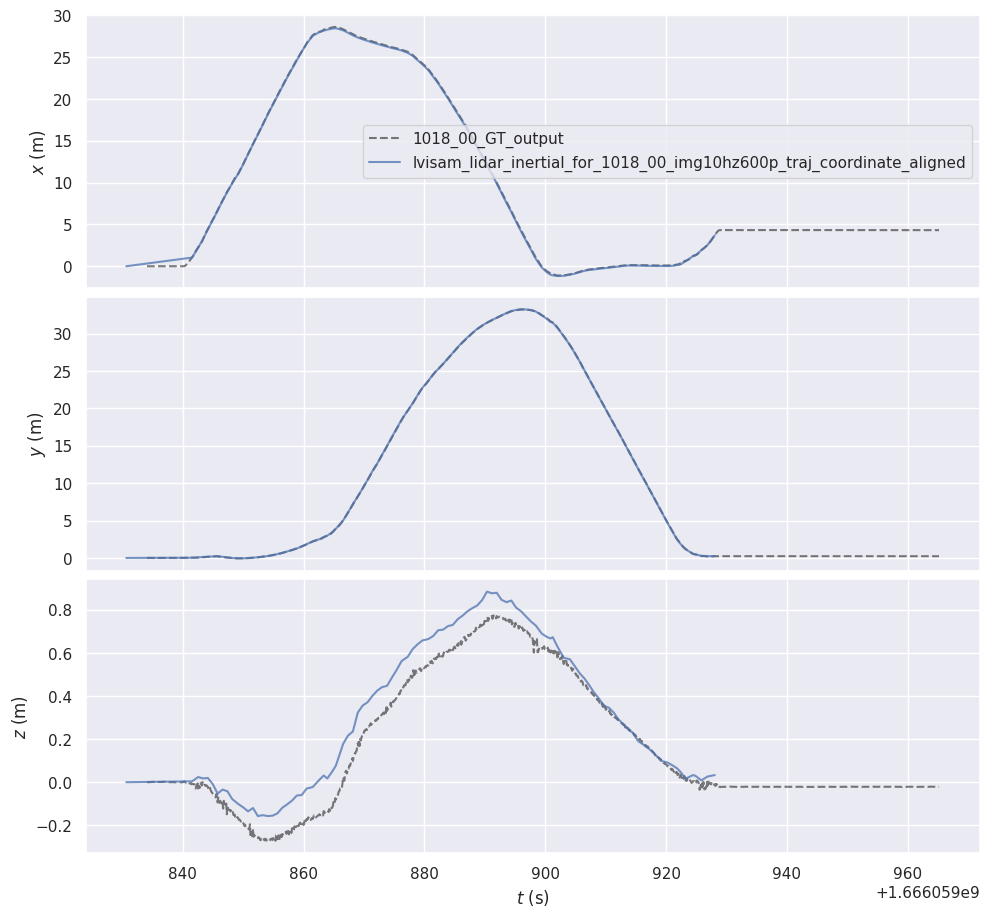 30
25
20
15
10
5
0
x (m)
1018_00_GT_output
lvisam_lidar_inertial_for_1018_00_img10hz600p_traj_coordinate_aligned
30
25
20
15
10
5
0
y (m)
0.8
0.6
0.4
0.2
0.0
−0.2
z (m)
840 860 880 900 920 940 960
t (s)
+1.666059e9